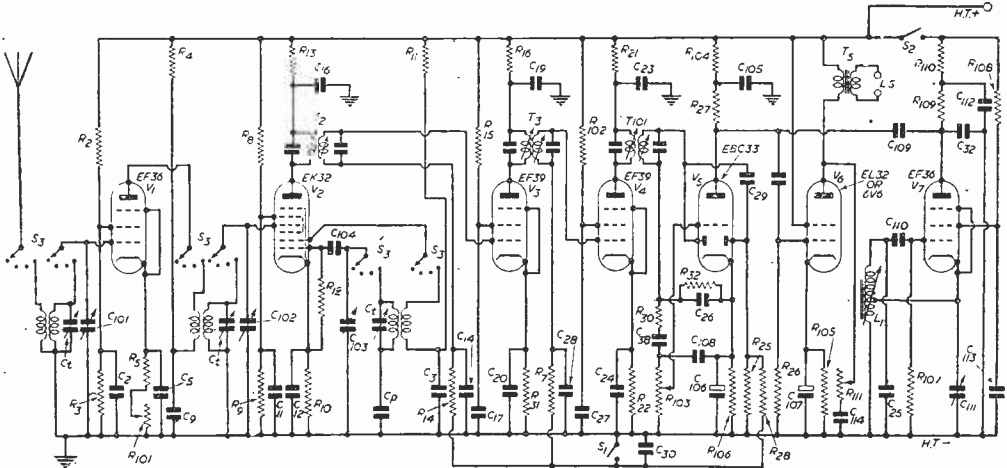 H.T.+
S2
R4
R13
C16
R11
R16
C19
R21
C23
R104
C105
T5
LS
R110
R108
R2
R8
T2
R15
T3
R102
T101
R27
R109
C112
C109
C32
EF36
V1
EK32
V2
EF39
V3
EF39
V4
EBC33
V5
C29
V6
EL32
OR
6V6
EF36
V7
S3
S3
C104
S3
S3
C110
R12
R32
C26
L1
Ct
C101
Ct
C102
C103
Ct
R30
C38
C108
R25
R26
R105
R5
C14
C28
C113
R3
C2
C5
C9
R9
C11
C12
R10
Cp
C3
R14
C17
C20
R31
R7
C27
C24
R22
R103
C106
C107
R111
C114
C25
R107
C111
R101
S1
C30
R106
R28
H.T-